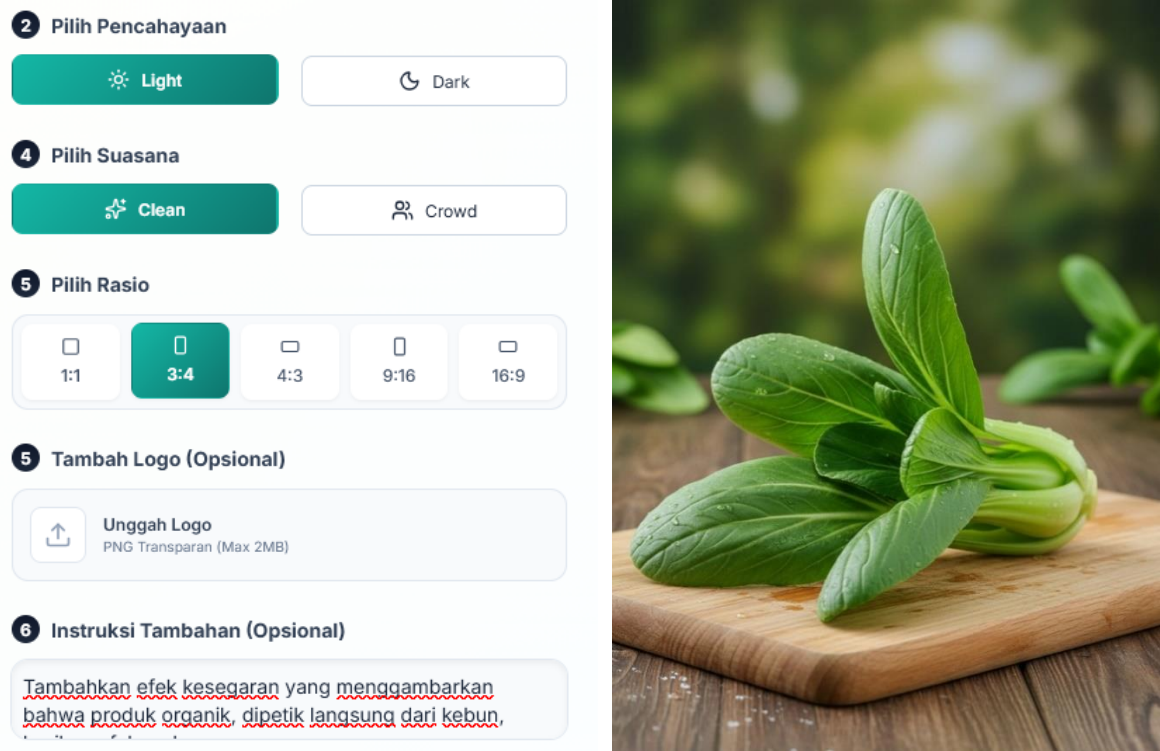 2 Pilih Pencahayaan
Light
Dark
4 Pilih Suasana
Clean
Crowd
5 Pilih Rasio
1:1
3:4
4:3
9:16
16:9
5 Tambah Logo (Opsional)
Unggah Logo
PNG Transparan (Max 2MB)
6 Instruksi Tambahan (Opsional)
Tambahkan efek kesegaran yang menggambarkan
bahwa produk organik, dipetik langsung dari kebun,